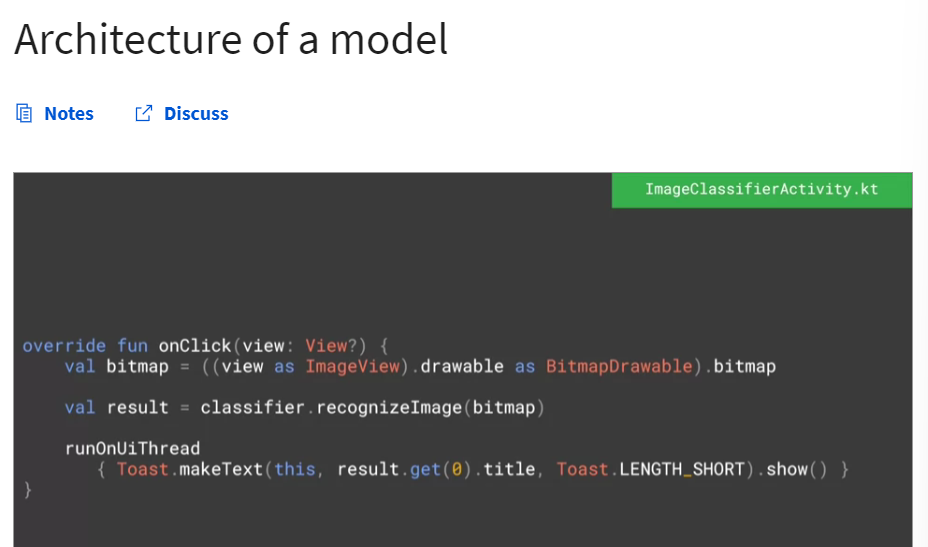 Architecture of a model
Notes Discuss
ImageClassifierActivity.kt
override fun onClick(view: View?) {
val bitmap = ((view as ImageView).drawable as BitmapDrawable).bitmap
val result = classifier.recognizeImage(bitmap)
runOnUiThread
{ Toast.makeText(this, result.get(0).title, Toast.LENGTH_SHORT).show() }
}